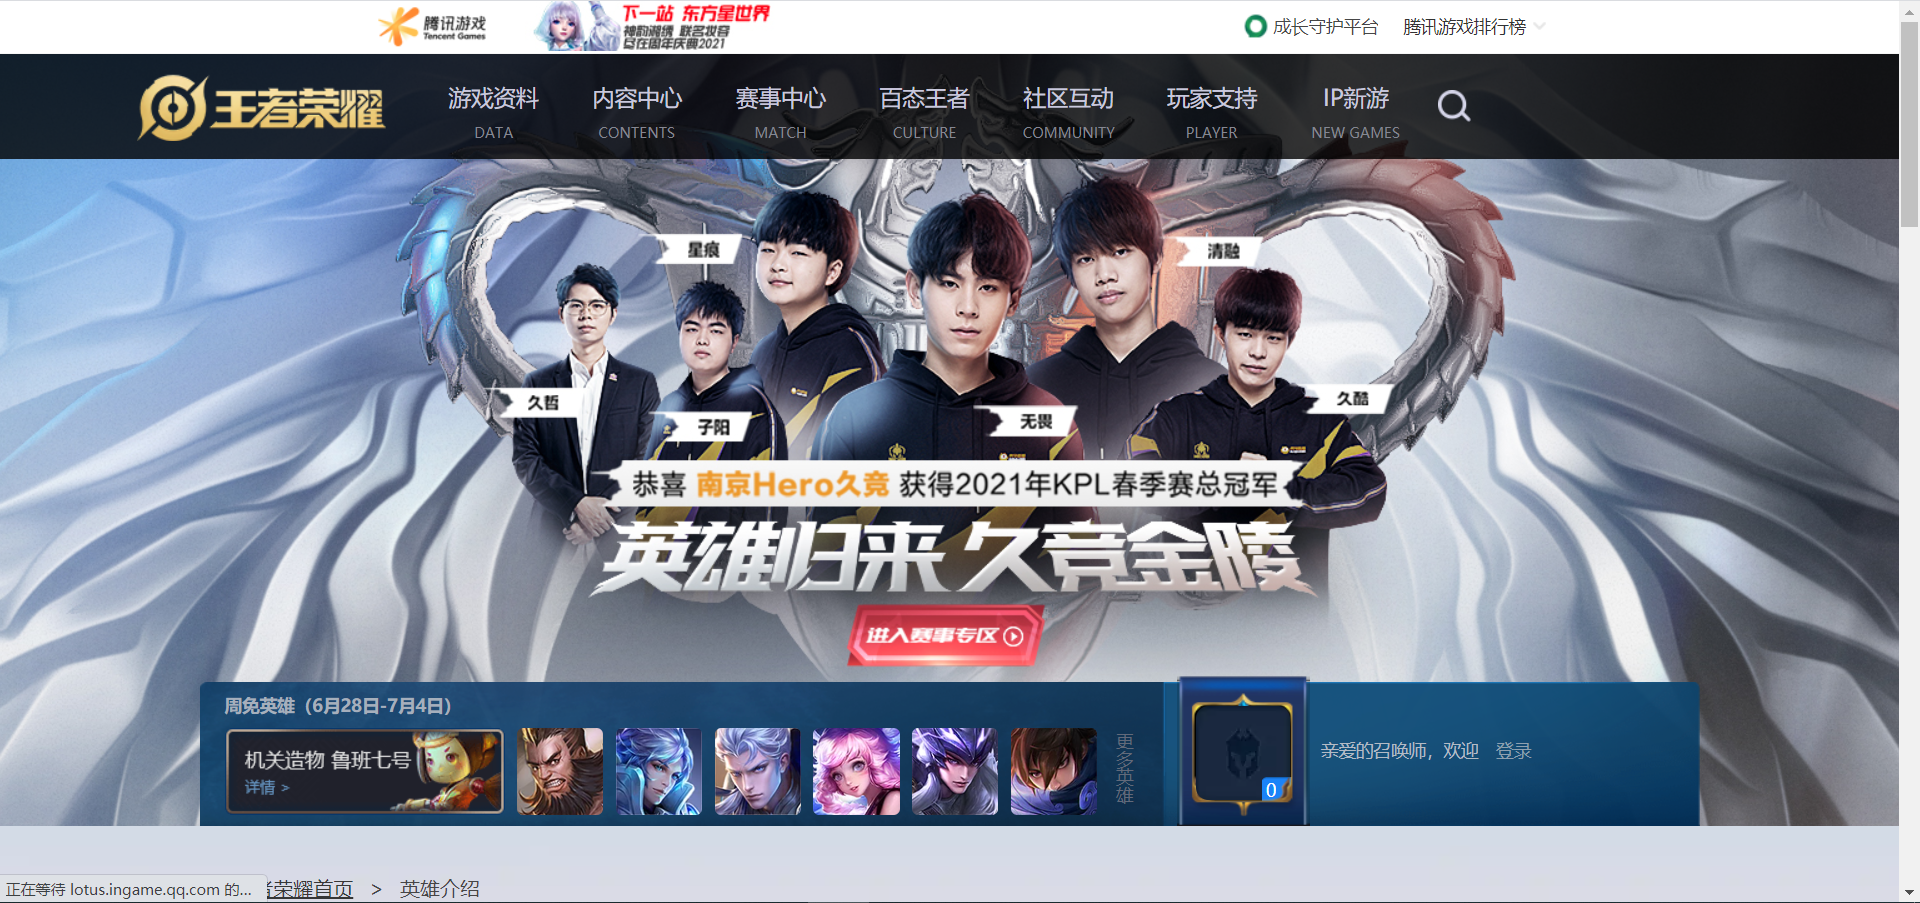 腾讯游戏
Tencent Games
下一站 东方星世界
神韵潮绣 联名妆容
尽在周年庆典2021
成长守护平台
腾讯游戏排行榜
王者荣耀
游戏资料
DATA
内容中心
CONTENTS
赛事中心
MATCH
百态王者
CULTURE
社区互动
COMMUNITY
玩家支持
PLAYER
IP新游
NEW GAMES
星痕
清融
久哲
子阳
无畏
久酷
恭喜 南京Hero久竞 获得2021年KPL春季赛总冠军
英雄归来 久竞金陵
进入赛事专区
周免英雄（6月28日-7月4日）
机关造物 鲁班七号
详情 >
更多英雄
0
亲爱的召唤师，欢迎 登录
正在等待 lotus.ingame.qq.com 的...
者荣耀首页 > 英雄介绍